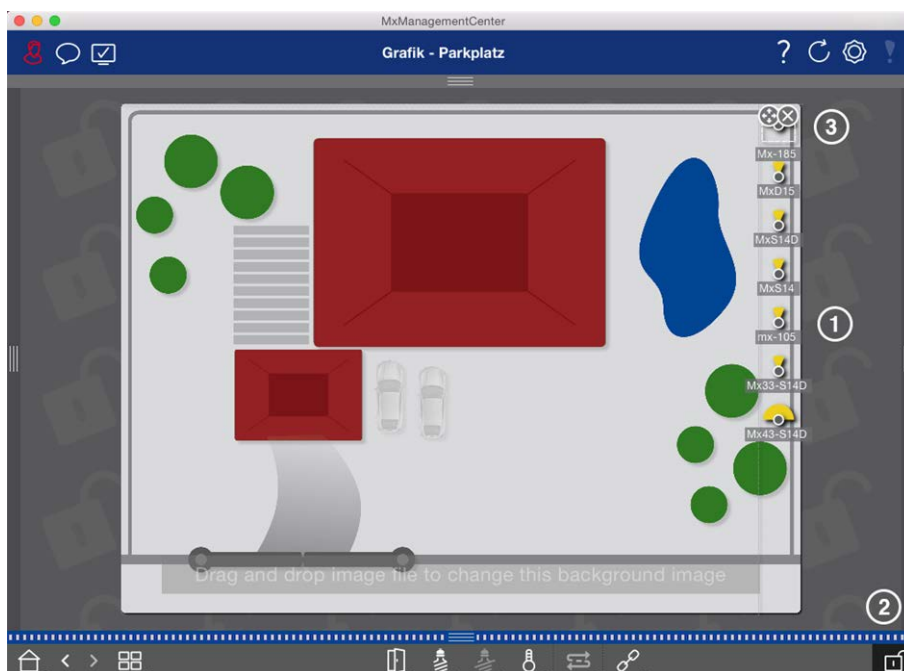 MxManagementCenter
Grafik - Parkplatz
?
3
Mx-185
MxD15
MxS14D
MxS14
mx-105
1
Mx33-S14D
Mx43-S14D
Drag and drop image file to change this background image
2